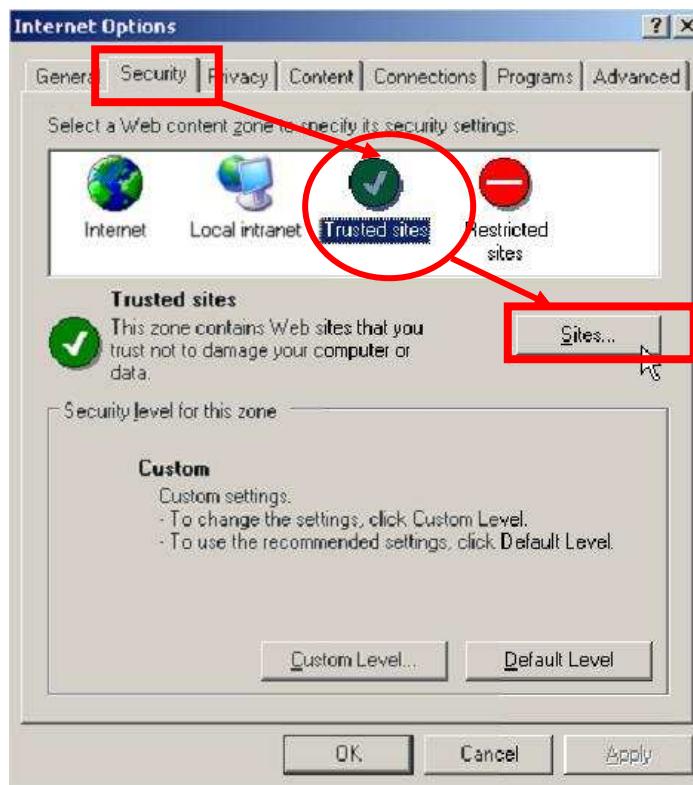 Internet Options
General Security Privacy Content Connections Programs Advanced
Select a Web content zone to specify its security settings.
Internet Local intranet Trusted sites Restricted sites
Trusted sites
This zone contains Web sites that you
trust not to damage your computer or
data.
Sites...
Security level for this zone
Custom
Custom settings.
- To change the settings, click Custom Level.
- To use the recommended settings, click Default Level.
Custom Level... Default Level
OK Cancel Apply